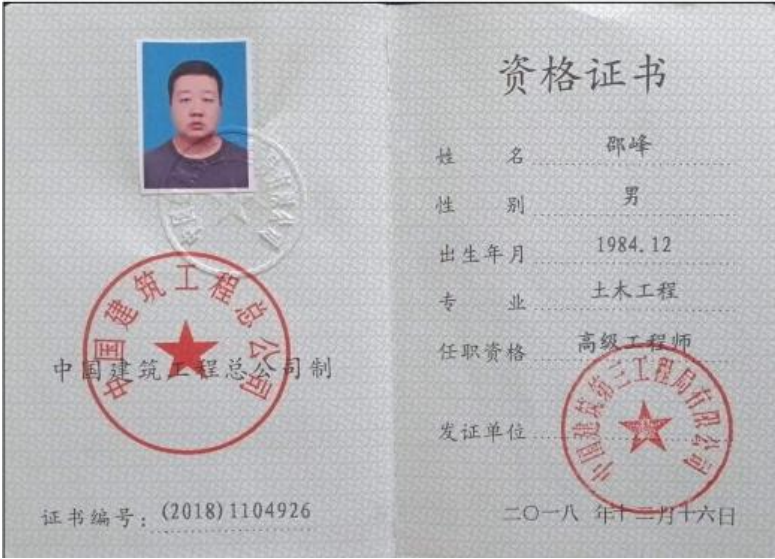 中国建筑工程总公司
中国建筑工程总公司制
证书编号：(2018)1104926
资格证书
姓 名 邵峰
性 别 男
出生年月 1984.12
专 业 土木工程
任职资格 高级工程师
发证单位
中国建筑第三工程局有限公司
二〇一八 年十二月十六日